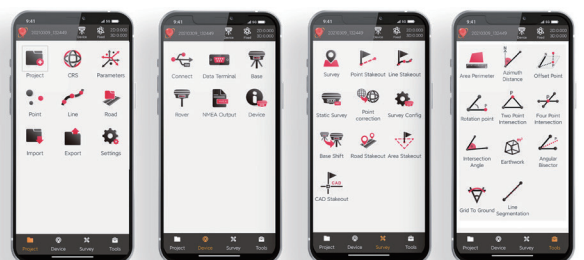 9:41
Project
CRS
Parameters
Point
Line
Road
Import
Export
Settings
Project
Device
Survey
Tools
9:41
Connect
Data Terminal
Base
Rover
NMEA Output
Device
Project
Device
Survey
Tools
9:41
Survey
Point Stakeout
Line Stakeout
Static Survey
Point
correction
Survey Config
Base Shift
Road Stakeout
Area Stakeout
CAD
CAD Stakeout
Project
Device
Survey
Tools
9:41
Area Perimeter
Azimuth
Distance
Offset Point
Rotation point
Two Point
Intersection
Four Point
Intersection
Intersection
Angle
Earthwork
Angular
Bisector
Grid To Ground
Line
Segmentation
Project
Device
Survey
Tools